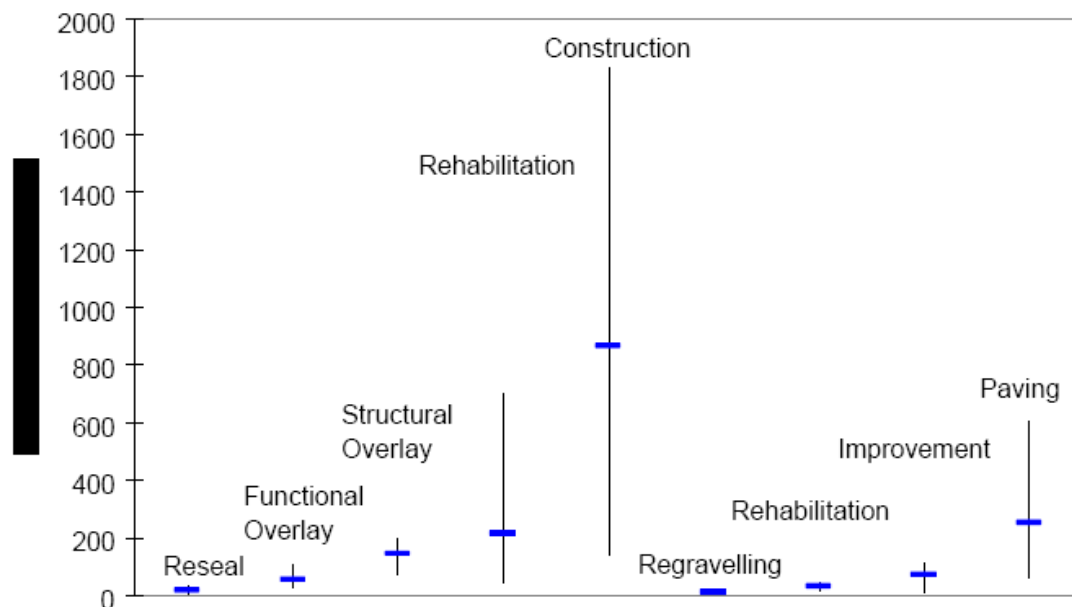 2000
1800
1600
1400
1200
1000
800
600
400
200
0
Construction
Rehabilitation
Structural
Overlay
Functional
Overlay
Reseal
Paving
Improvement
Rehabilitation
Regravelling